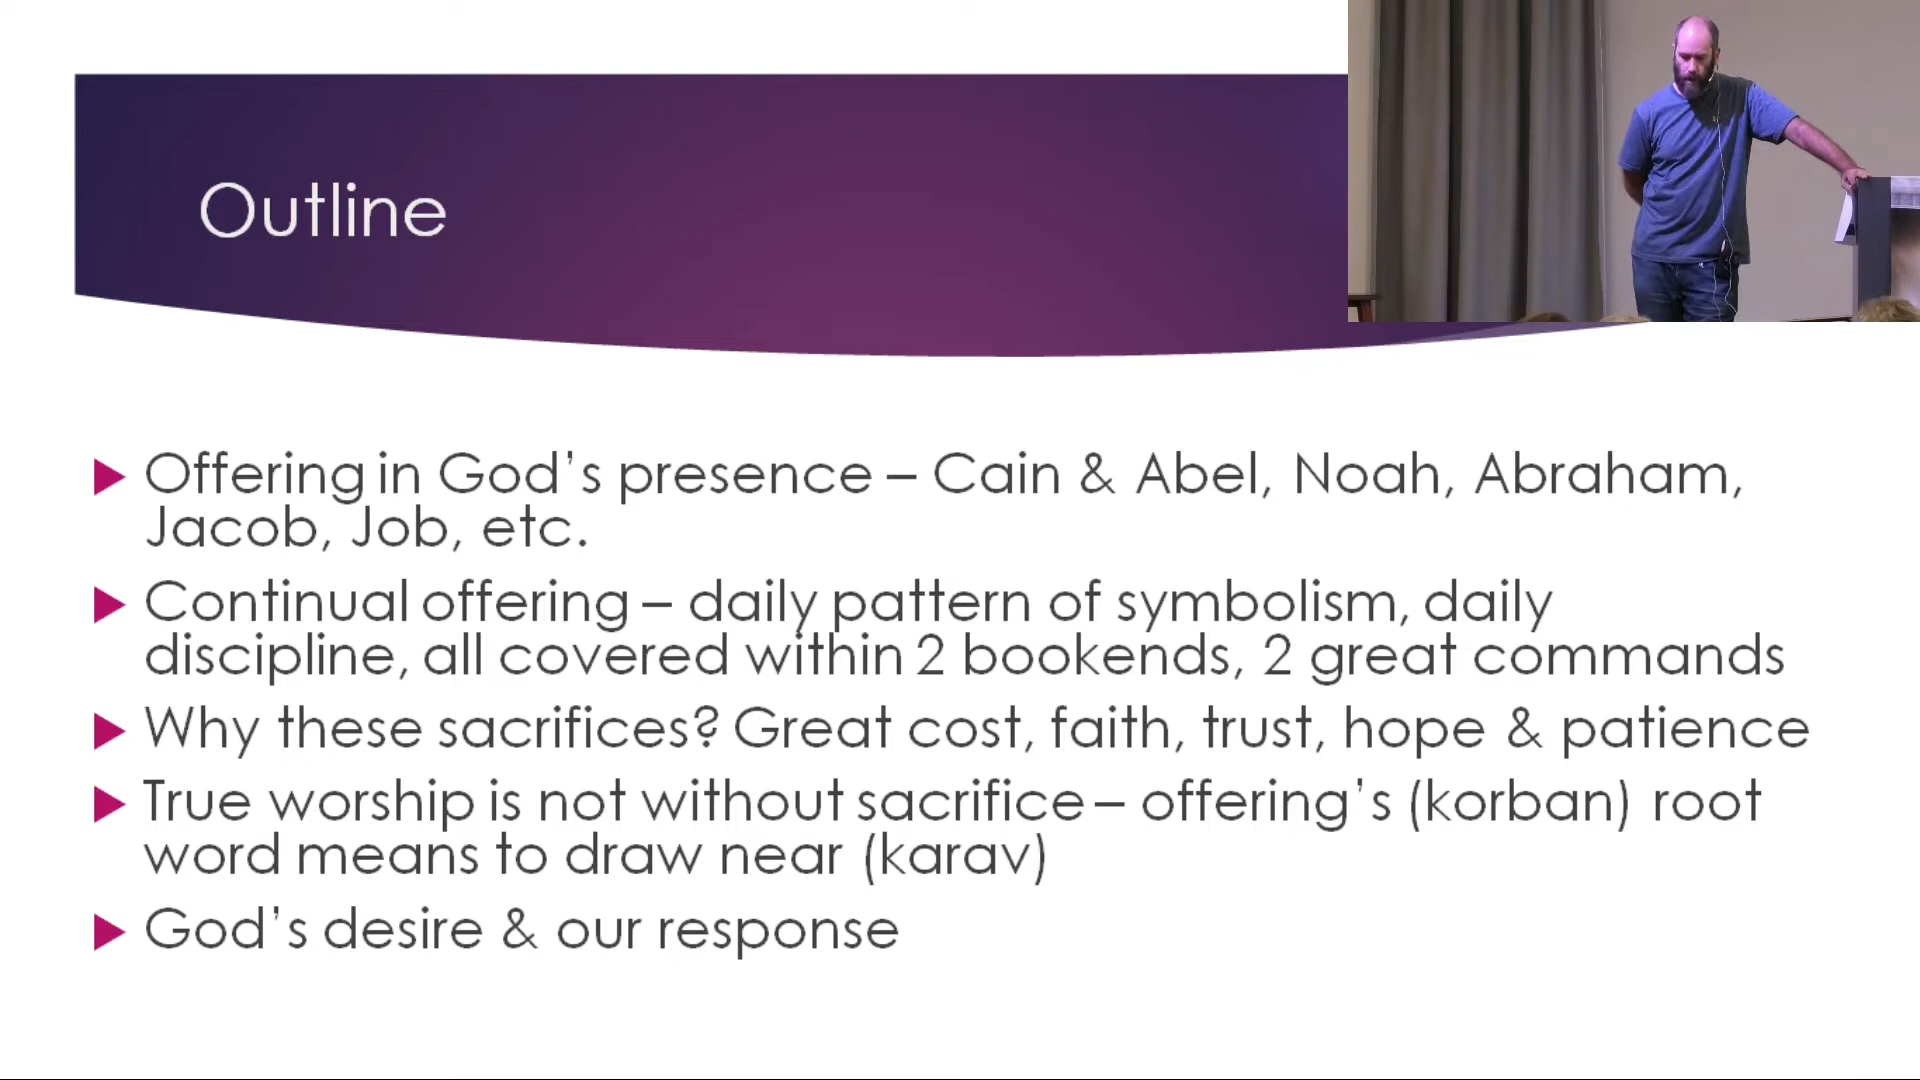 Outline
Offering in God's presence – Cain & Abel, Noah, Abraham,
Jacob, Job, etc.
Continual offering – daily pattern of symbolism, daily
discipline, all covered within 2 bookends, 2 great commands
Why these sacrifices? Great cost, faith, trust, hope & patience
True worship is not without sacrifice – offering's (korban) root
word means to draw near (karav)
God's desire & our response